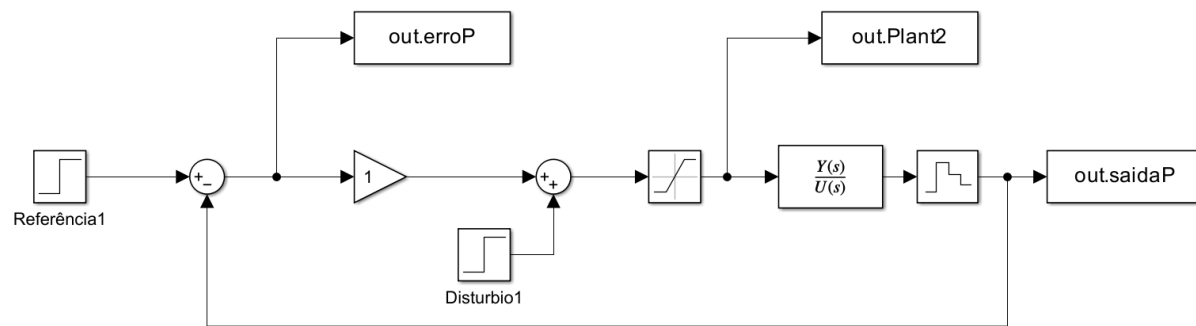 out.erroP
out.Plant2
+
−
1
+
+
Y(s)
U(s)
out.saidaP
Referência1
Disturbio1